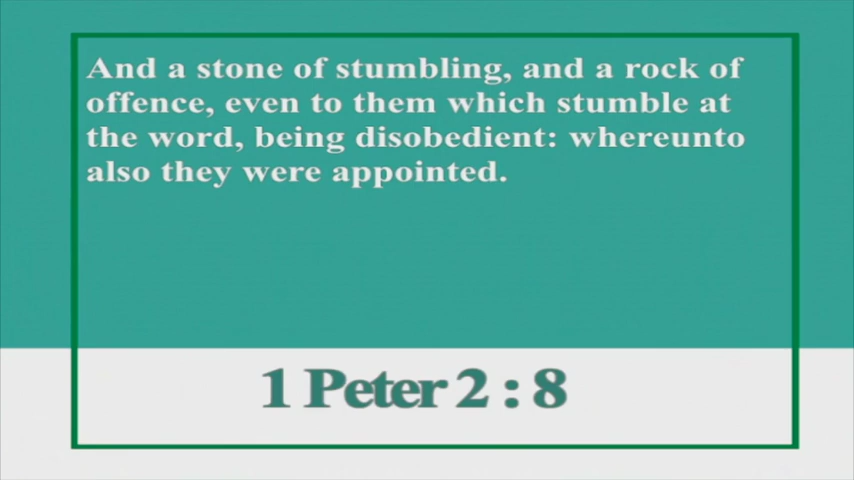 And a stone of stumbling, and a rock of
offence, even to them which stumble at
the word, being disobedient: whereunto
also they were appointed.
1 Peter 2 : 8